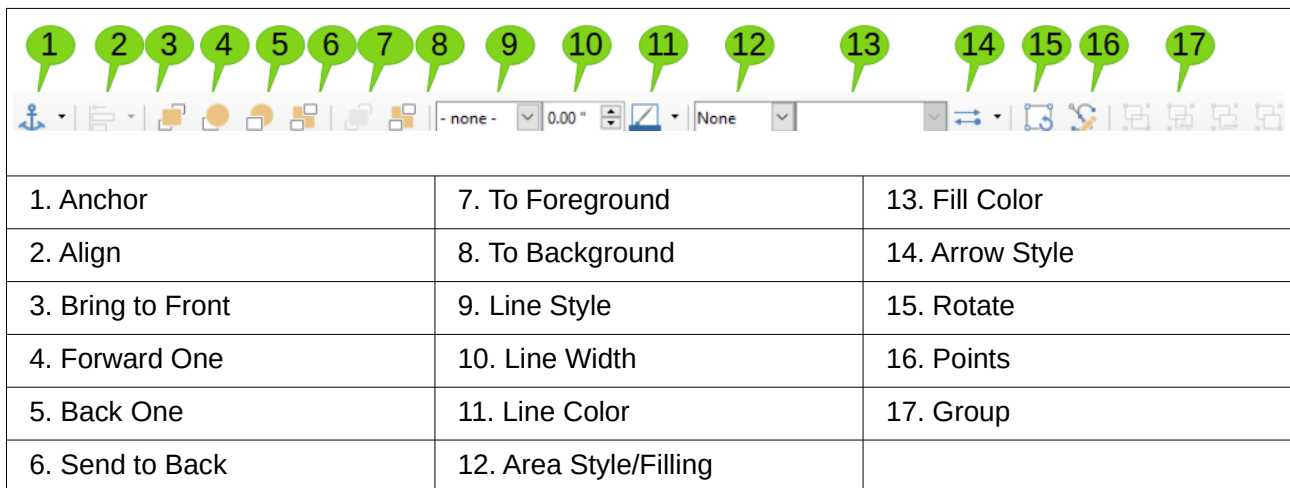 1 2 3 4 5 6 7 8 9 10 11 12 13 14 15 16 17
- none - 0.00 " None
1. Anchor 7. To Foreground 13. Fill Color
2. Align 8. To Background 14. Arrow Style
3. Bring to Front 9. Line Style 15. Rotate
4. Forward One 10. Line Width 16. Points
5. Back One 11. Line Color 17. Group
6. Send to Back 12. Area Style/Filling